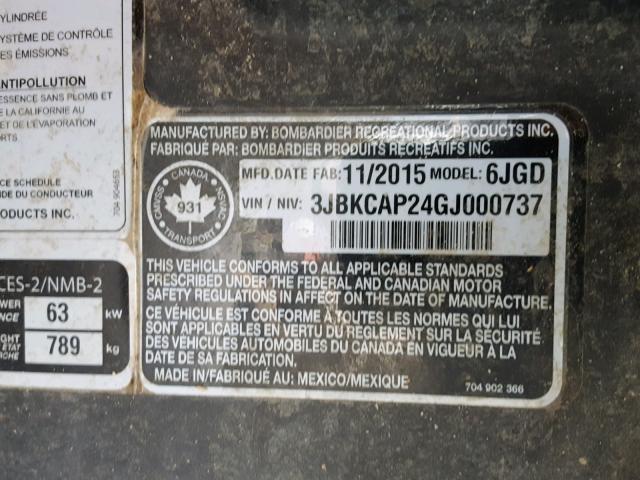 CYLINDRÉE
SYSTÈME DE CONTRÔLE
ES ÉMISSIONS
ANTIPOLLUTION
ESSENCE SANS PLOMB ET
E LA CALIFORNIE AU
ET DE L'ÉVAPORATION
ORTS
CE SCHEDULE
DU CONDUCTEUR
ODUCTS INC.
CES-2/NMB-2
63 kW
789 kg
MANUFACTURED BY: BOMBARDIER RECREATIONAL PRODUCTS INC.
FABRIQUÉ PAR: BOMBARDIER PRODUITS RÉCRÉATIFS INC.
CANADA
931
TRANSPORT
MFD.DATE FAB: 11/2015 MODEL: 6JGD
VIN / NIV: 3JBKCAP24GJ000737
THIS VEHICLE CONFORMS TO ALL APPLICABLE STANDARDS
PRESCRIBED UNDER THE FEDERAL AND CANADIAN MOTOR
SAFETY REGULATIONS IN AFFECT ON THE DATE OF MANUFACTURE.
CE VÉHICULE EST CONFORME À TOUTES LES NORMES QUI LUI
SONT APPLICABLES EN VERTU DU REGLEMENT SUR LA SÉCURITÉ
DES VÉHICULES AUTOMOBILES DU CANADA EN VIGUEUR À LA
DATE DE SA FABRICATION.
MADE IN/FABRIQUÉ AU: MEXICO/MEXIQUE
704 902 366